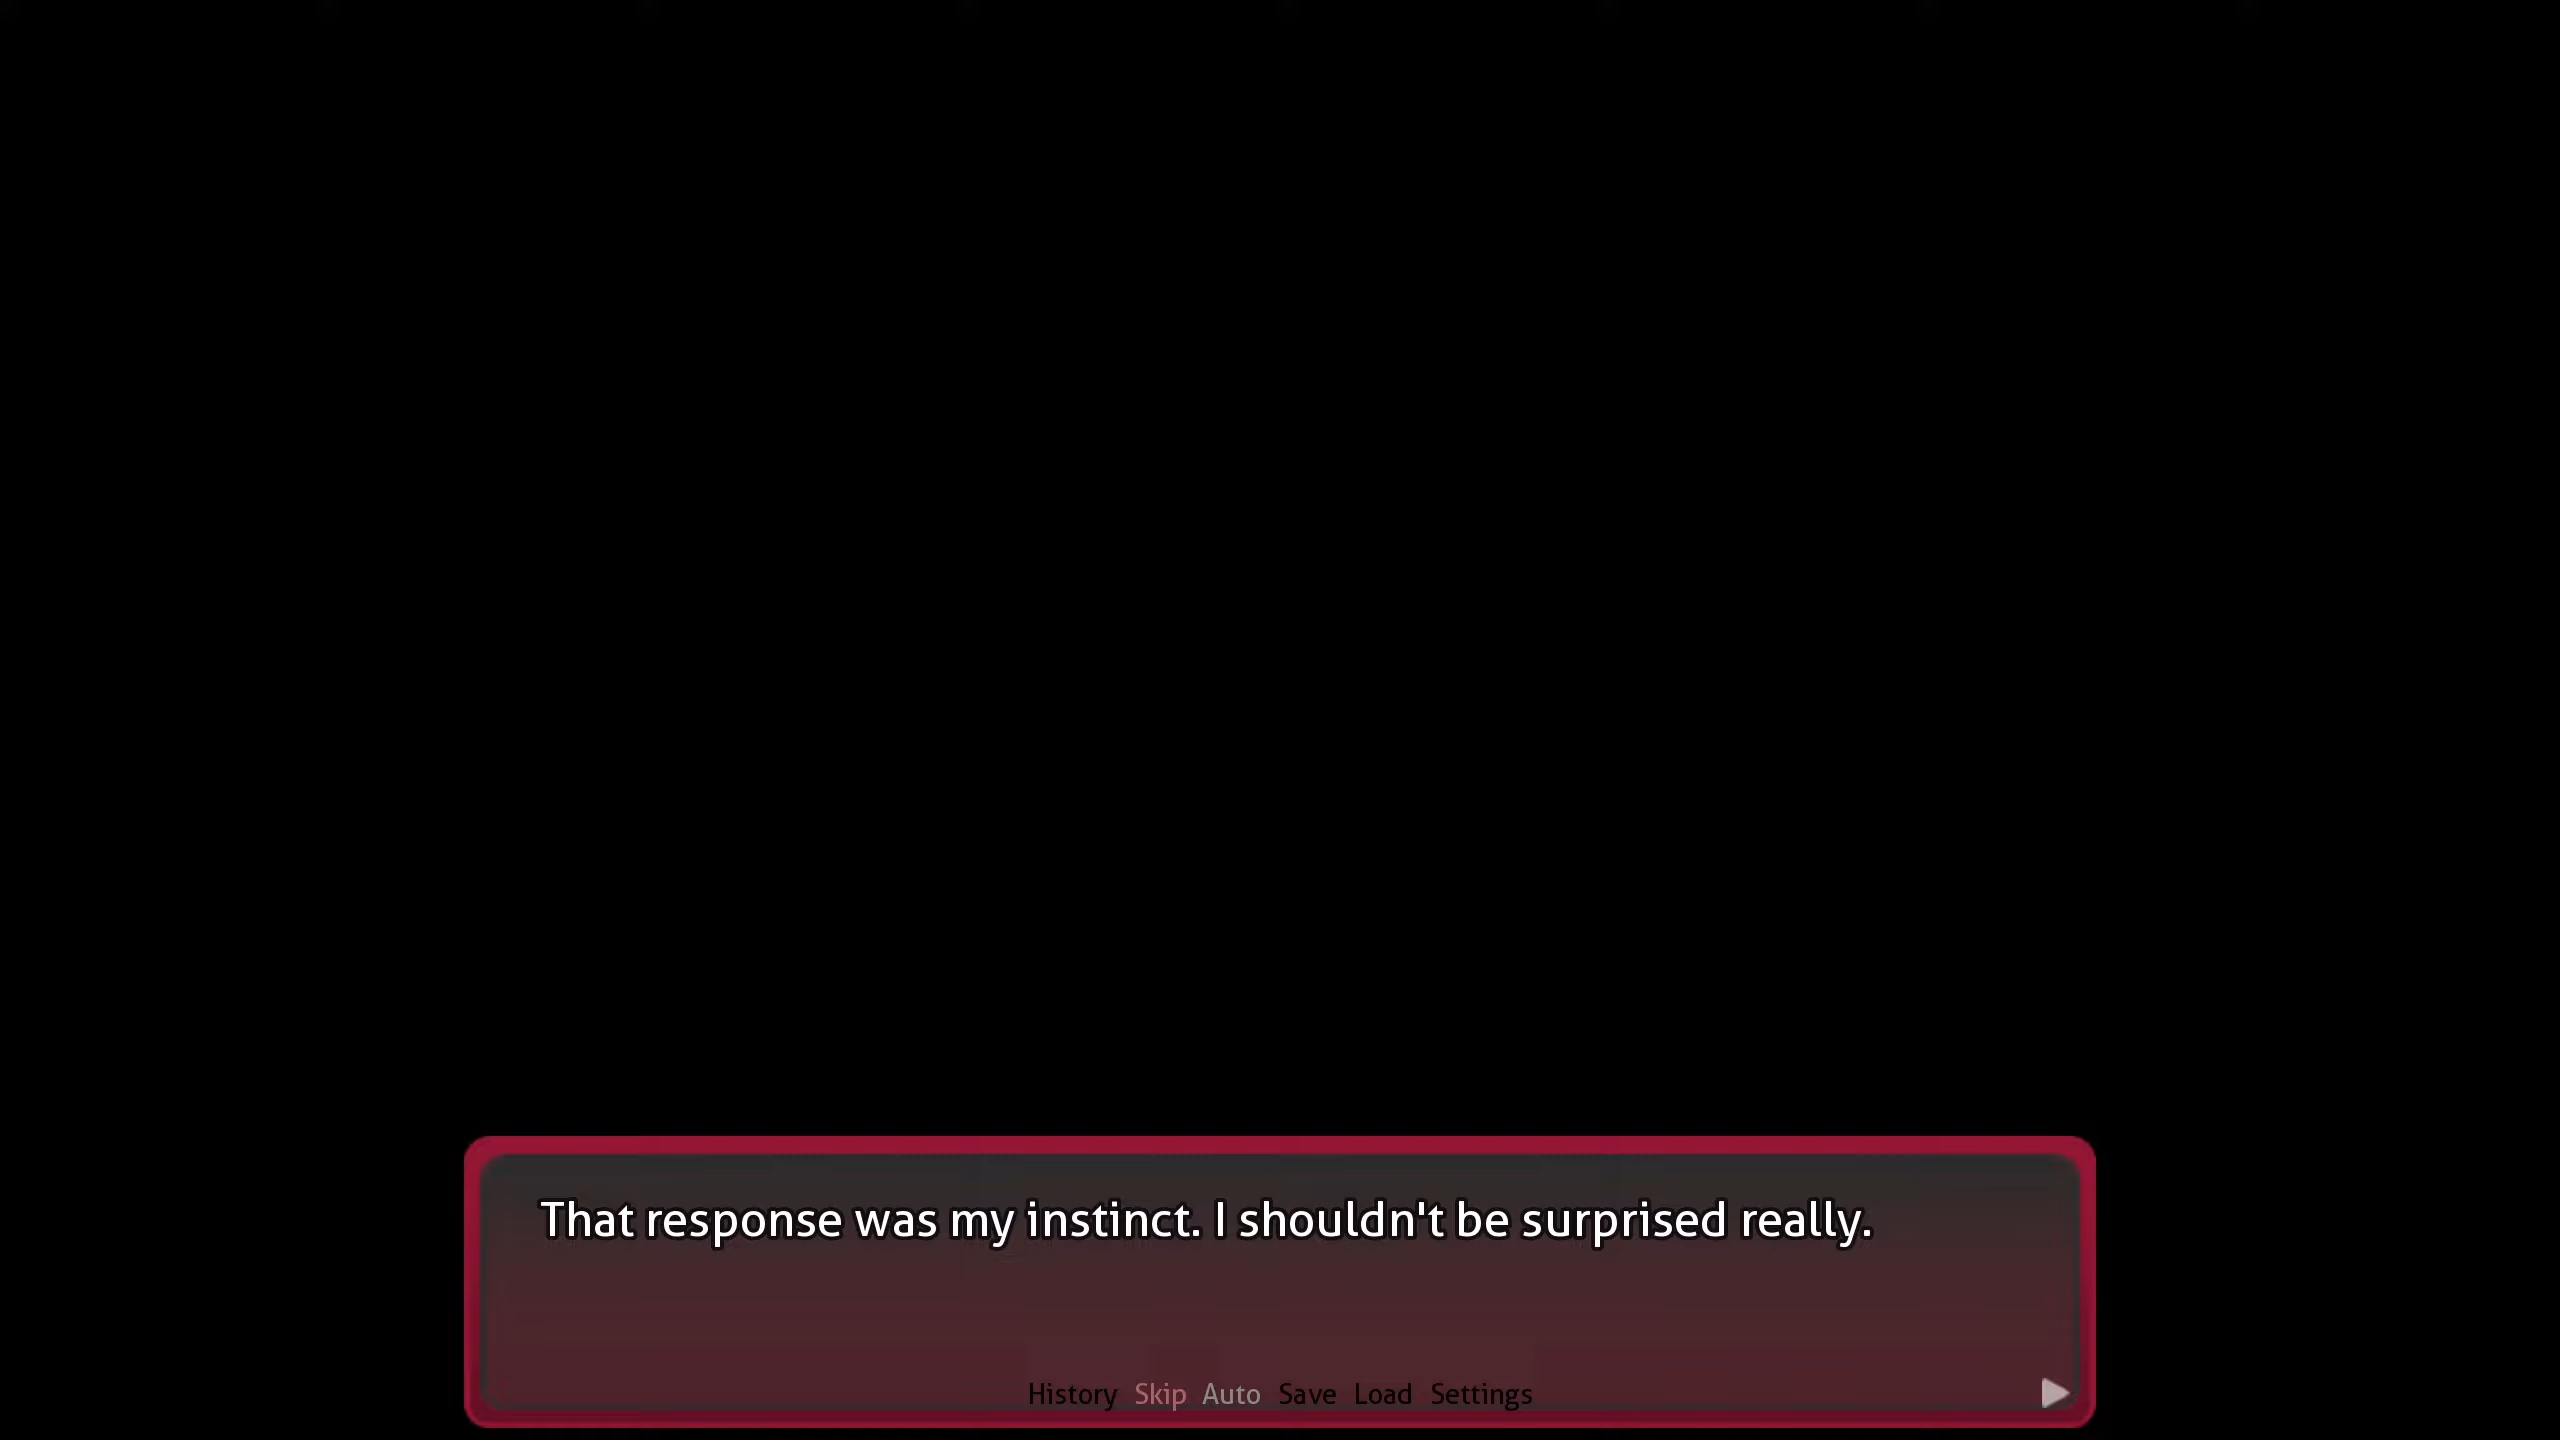 That response was my instinct. I shouldn't be surprised really.
History Skip Auto Save Load Settings